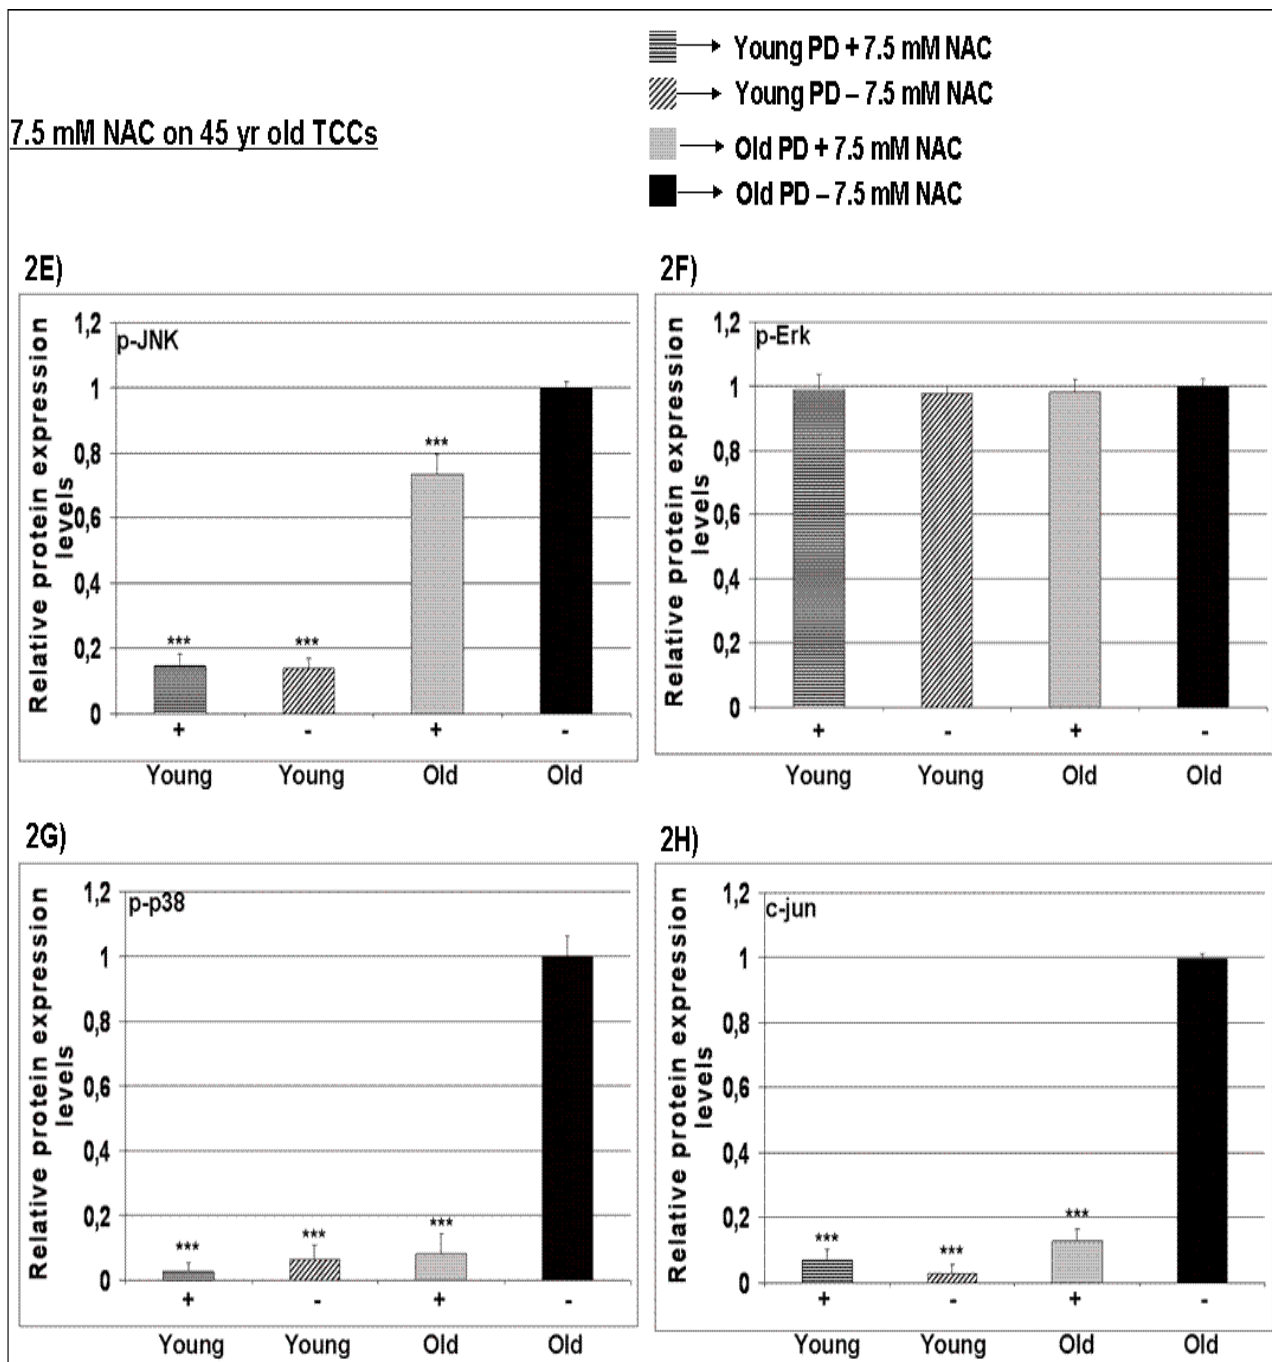 Young PD + 7.5 mM NAC
Young PD – 7.5 mM NAC
7.5 mM NAC on 45 yr old TCCs
Old PD + 7.5 mM NAC
Old PD – 7.5 mM NAC
2E)
Relative protein expression
levels
p-JNK
1,2
1
0,8
0,6
0,4
0,2
0
***
***
***
+ - + -
Young Young Old Old
2F)
Relative protein expression
levels
p-Erk
1,2
1
0,8
0,6
0,4
0,2
0
+ - + -
Young Young Old Old
2G)
Relative protein expression
levels
p-p38
1,2
1
0,8
0,6
0,4
0,2
0
***
***
***
+ - + -
Young Young Old Old
2H)
Relative protein expression
levels
c-jun
1,2
1
0,8
0,6
0,4
0,2
0
***
***
***
+ - + -
Young Young Old Old